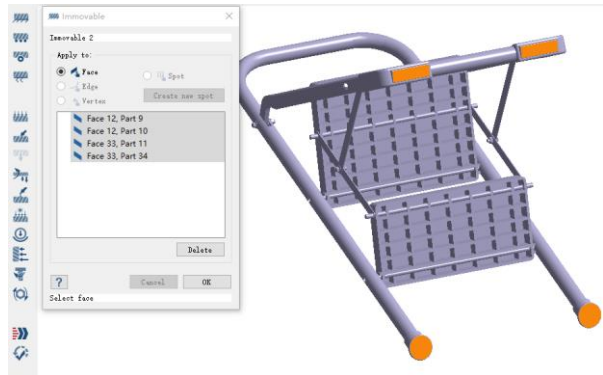 Immovable
Immovable 2
Apply to:
Face
Spot
Edge
Vertex
Create new spot
Face 12, Part 9
Face 12, Part 10
Face 33, Part 11
Face 33, Part 34
Delete
?
Cancel
OK
Select face